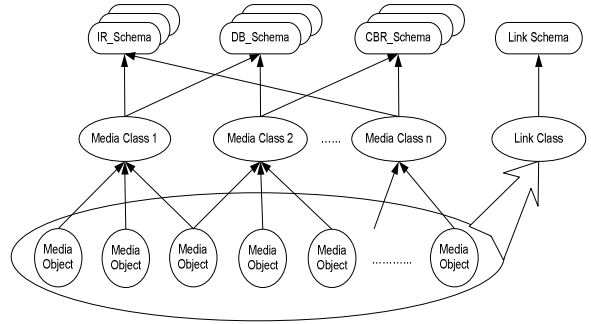 IR_Schema DB_Schema CBR_Schema Link Schema
Media Class 1 Media Class 2 ...... Media Class n Link Class
Media Object Media Object Media Object Media Object Media Object ............ Media Object